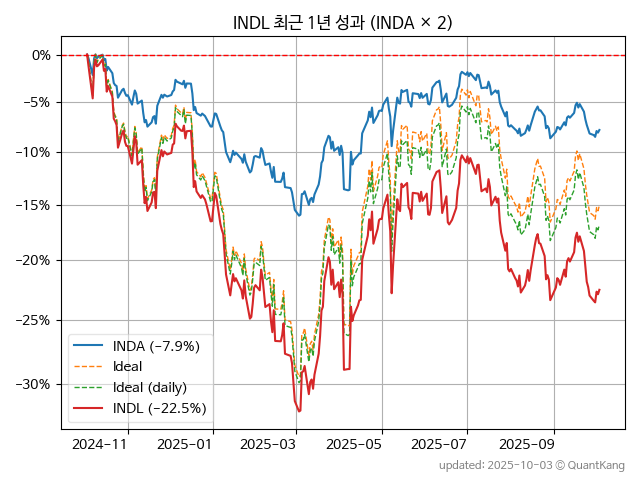 INDL 최근 1년 성과 (INDA × 2)
0%
−5%
−10%
−15%
−20%
−25%
−30%
INDA (−7.9%)
Ideal
Ideal (daily)
INDL (−22.5%)
2024-11 2025-01 2025-03 2025-05 2025-07 2025-09
updated: 2025-10-03 © QuantKang